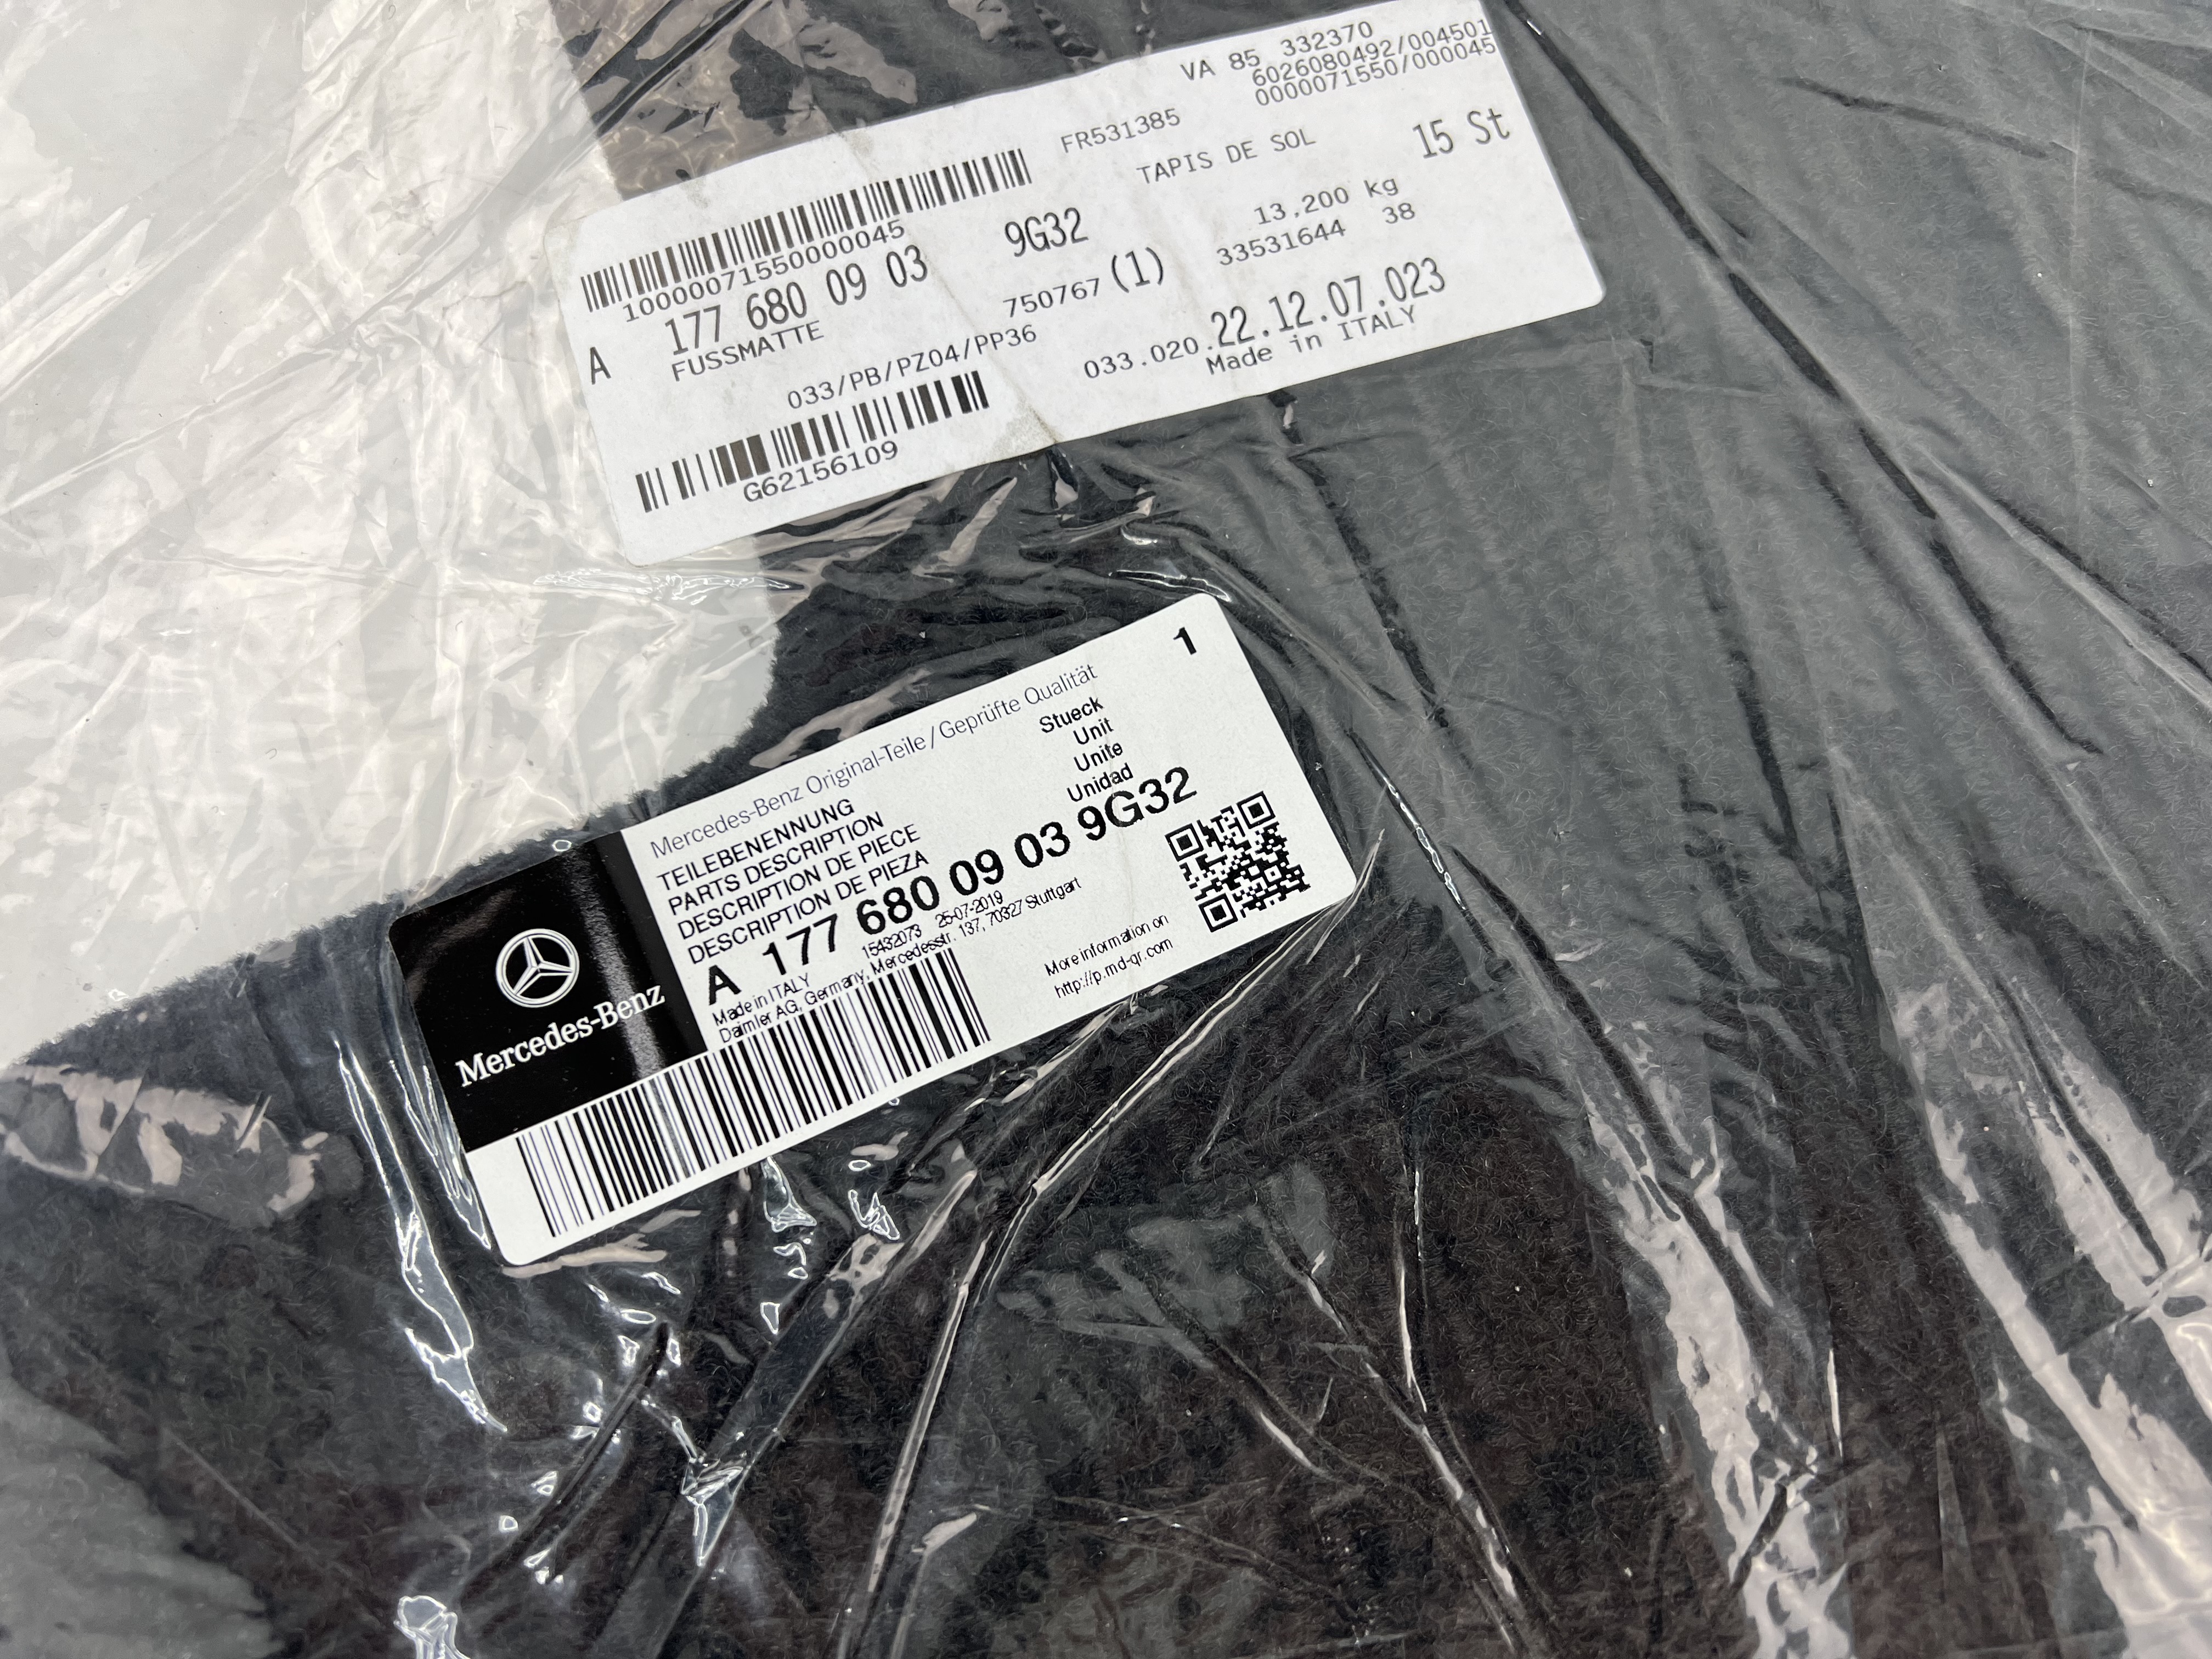 VA 85 332370
6026080492/004501
0000071550/000045
FR531385
TAPIS DE SOL
15 St
10000071550000045
A 177 680 09 03 9G32
FUSSMATTE
13,200 kg
750767 (1)
33531644 38
033/PB/PZ04/PP36
033.020.22.12.07.023
Made in ITALY
G62156109
Mercedes-Benz Original-Teile / Geprüfte Qualität
1
Stueck
Unit
Unite
Unidad
TEILEBENENNUNG
PARTS DESCRIPTION
DESCRIPTION DE PIECE
DESCRIPTION DE PIEZA
A 177 680 09 03 9G32
15432073 25-07-2019
Made in ITALY
Daimler AG, Germany, Mercedesstr. 137, 70327 Stuttgart
More information on
http://p.md-qr.com
Mercedes-Benz